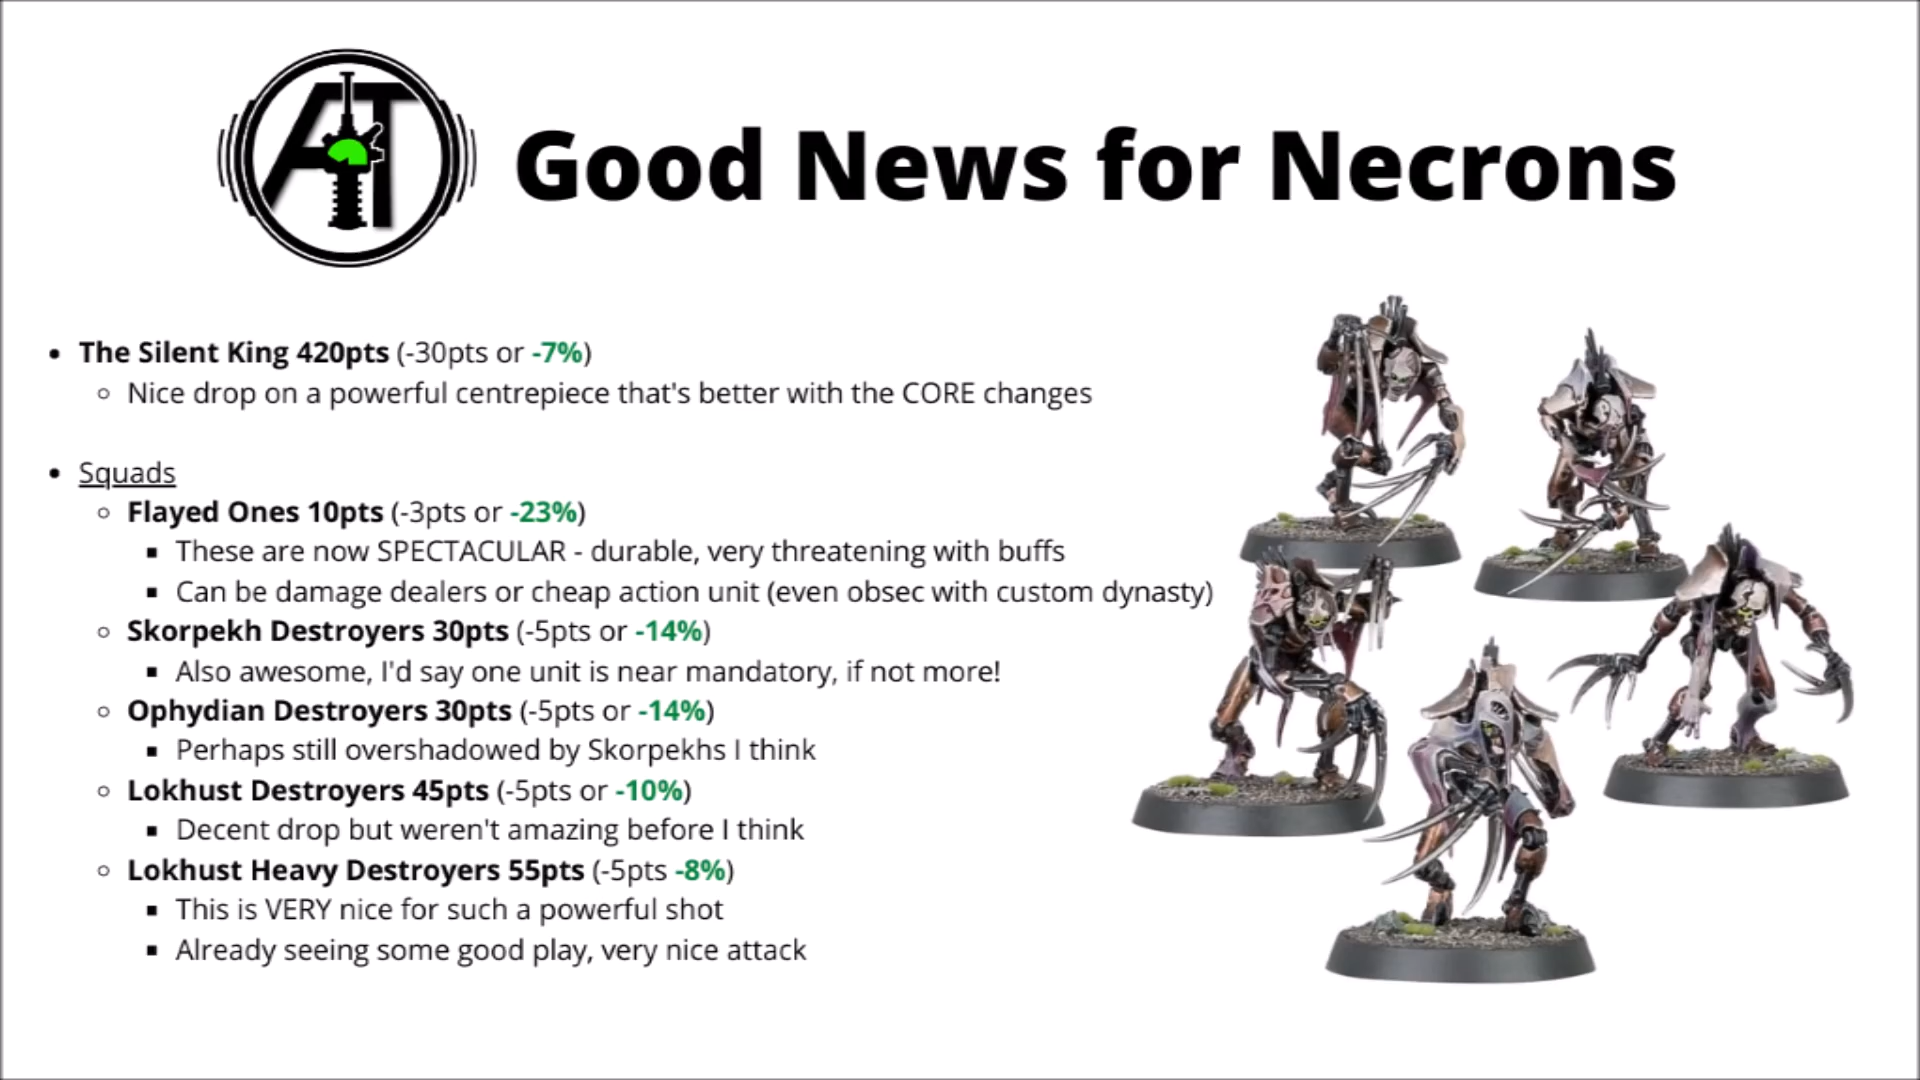 AT
Good News for Necrons
• The Silent King 420pts (-30pts or -7%)
◦ Nice drop on a powerful centrepiece that's better with the CORE changes
• Squads
◦ Flayed Ones 10pts (-3pts or -23%)
▪ These are now SPECTACULAR - durable, very threatening with buffs
▪ Can be damage dealers or cheap action unit (even obsec with custom dynasty)
◦ Skorpekh Destroyers 30pts (-5pts or -14%)
▪ Also awesome, I'd say one unit is near mandatory, if not more!
◦ Ophydian Destroyers 30pts (-5pts or -14%)
▪ Perhaps still overshadowed by Skorpekhs I think
◦ Lokhust Destroyers 45pts (-5pts or -10%)
▪ Decent drop but weren't amazing before I think
◦ Lokhust Heavy Destroyers 55pts (-5pts -8%)
▪ This is VERY nice for such a powerful shot
▪ Already seeing some good play, very nice attack